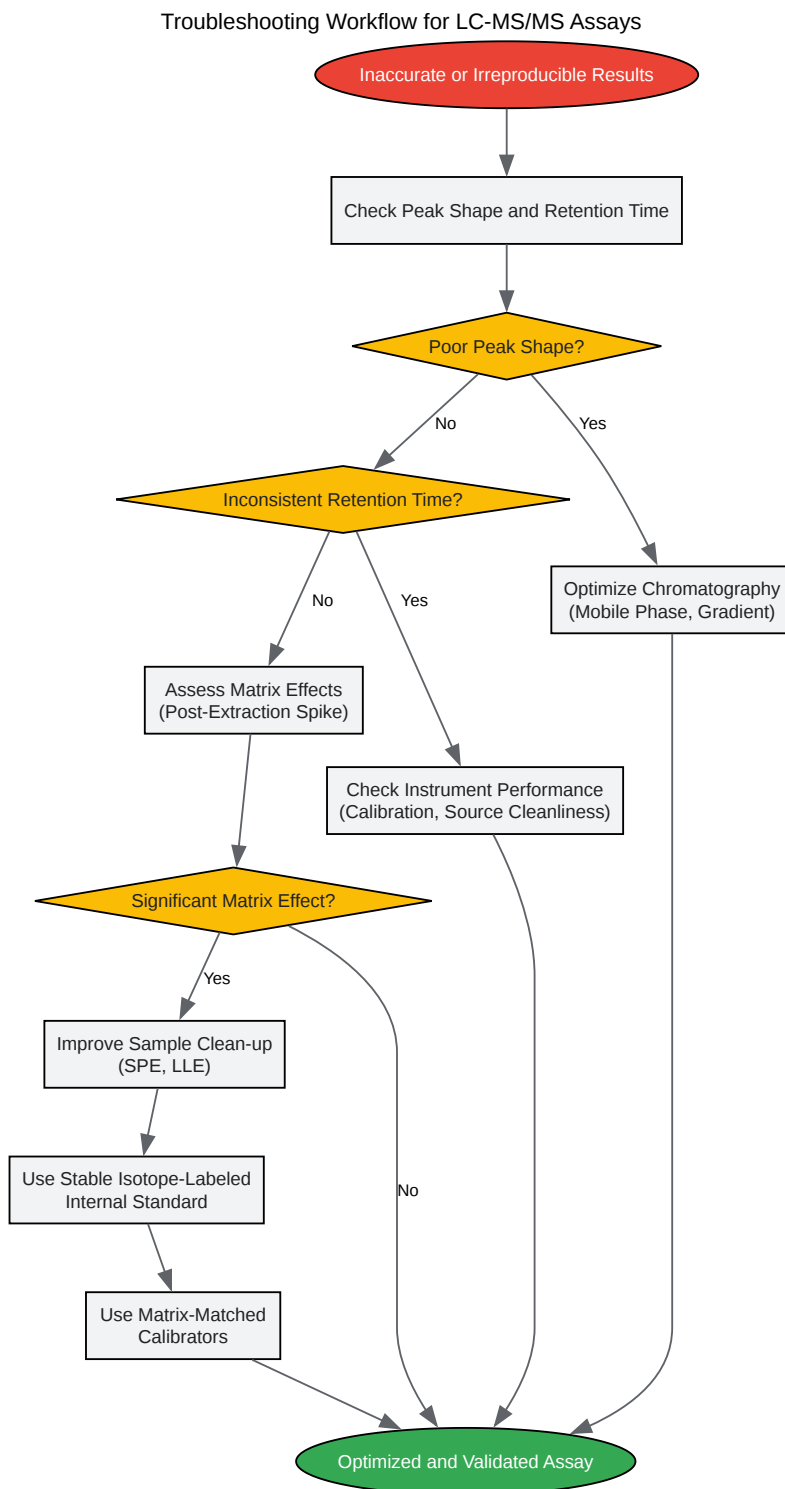 Troubleshooting Workflow for LC-MS/MS Assays
Inaccurate or Irreproducible Results
Check Peak Shape and Retention Time
Poor Peak Shape?
No
Yes
Inconsistent Retention Time?
Optimize Chromatography
(Mobile Phase, Gradient)
No
Yes
Assess Matrix Effects
(Post-Extraction Spike)
Check Instrument Performance
(Calibration, Source Cleanliness)
Significant Matrix Effect?
Yes
Improve Sample Clean-up
(SPE, LLE)
Use Stable Isotope-Labeled
Internal Standard
No
Use Matrix-Matched
Calibrators
Optimized and Validated Assay